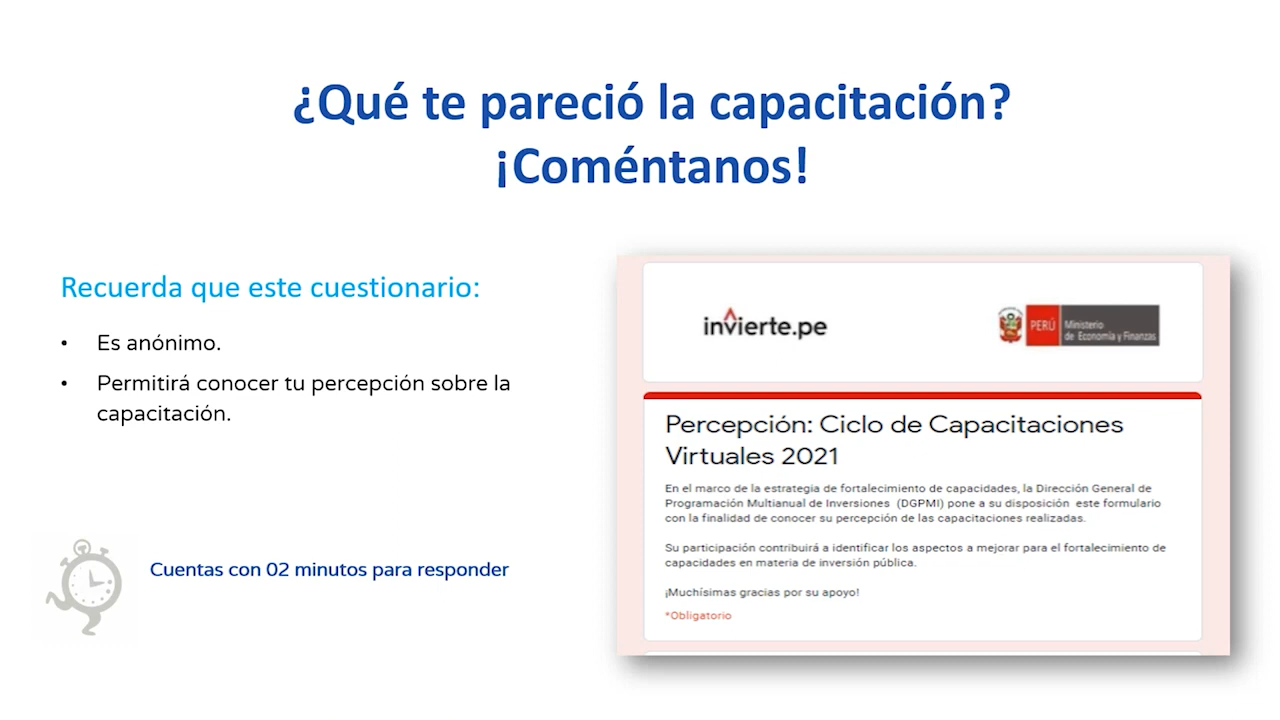 ¿Qué te pareció la capacitación?
¡Coméntanos!
Recuerda que este cuestionario:
• Es anónimo.
• Permitirá conocer tu percepción sobre la
capacitación.
Cuentas con 02 minutos para responder
invierte.pe
PERÚ
Ministerio
de Economía y Finanzas
Percepción: Ciclo de Capacitaciones
Virtuales 2021
En el marco de la estrategia de fortalecimiento de capacidades, la Dirección General de
Programación Multianual de Inversiones (DGPMI) pone a su disposición este formulario
con la finalidad de conocer su percepción de las capacitaciones realizadas.
Su participación contribuirá a identificar los aspectos a mejorar para el fortalecimiento de
capacidades en materia de inversión pública.
¡Muchísimas gracias por su apoyo!
*Obligatorio